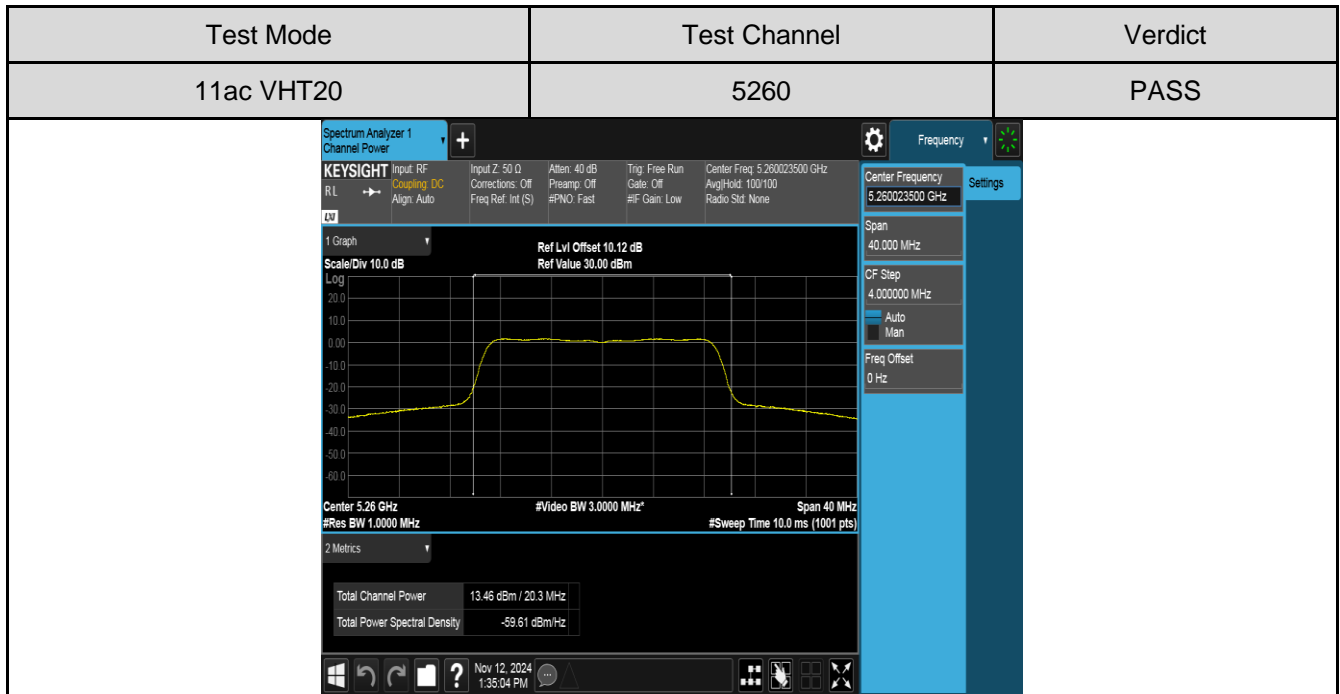 Test Mode Test Channel Verdict
11ac VHT20 5260 PASS
Spectrum Analyzer 1
Channel Power
Frequency
KEYSIGHT Input: RF Input Z: 50 Ω Atten: 40 dB Trig: Free Run Center Freq: 5.260023500 GHz
RL Coupling: DC Corrections: Off Preamp: Off Gate: Off Avg|Hold: 100/100
Align: Auto Freq Ref: Int (S) #PNO: Fast #IF Gain: Low Radio Std: None
LXI
Center Frequency
5.260023500 GHz
Settings
Span
40.000 MHz
CF Step
4.000000 MHz
Auto
Man
Freq Offset
0 Hz
1 Graph
Ref Lvl Offset 10.12 dB
Scale/Div 10.0 dB Ref Value 30.00 dBm
Log
20.0
10.0
0.00
-10.0
-20.0
-30.0
-40.0
-50.0
-60.0
Center 5.26 GHz #Video BW 3.0000 MHz* Span 40 MHz
#Res BW 1.0000 MHz #Sweep Time 10.0 ms (1001 pts)
2 Metrics
Total Channel Power 13.46 dBm / 20.3 MHz
Total Power Spectral Density -59.61 dBm/Hz
? Nov 12, 2024
1:35:04 PM